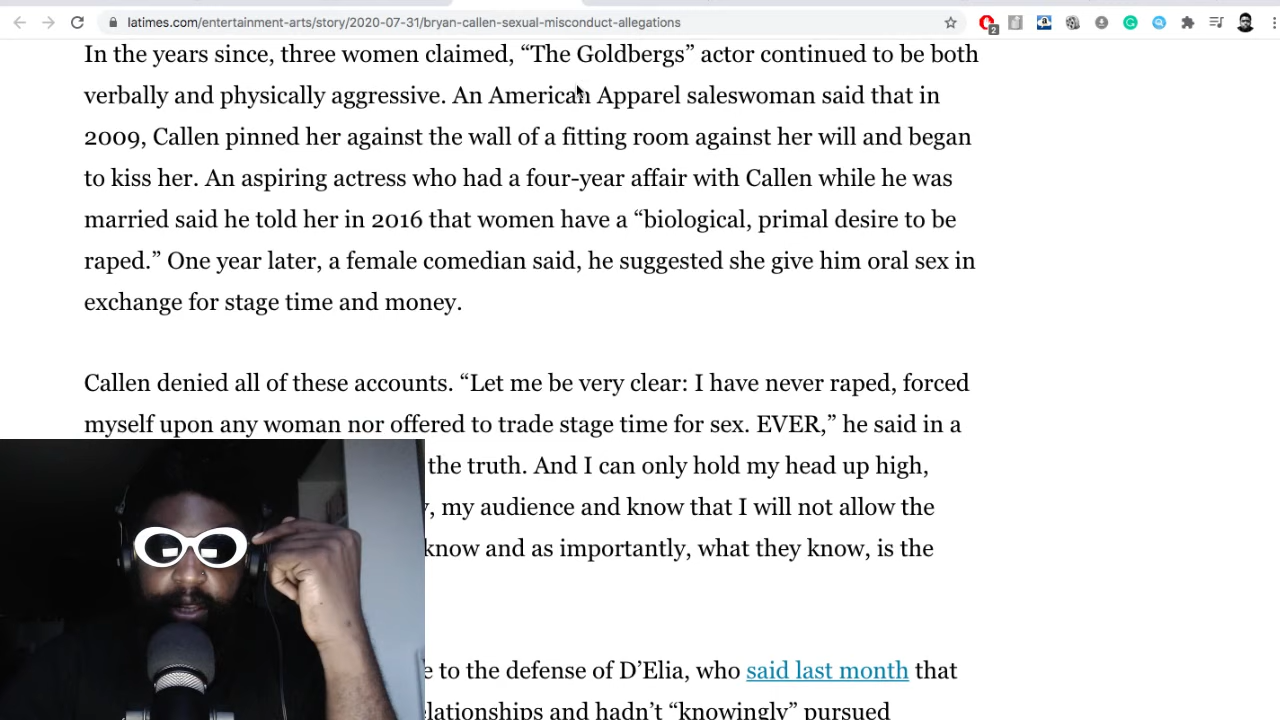 latimes.com/entertainment-arts/story/2020-07-31/bryan-callen-sexual-misconduct-allegations
2
In the years since, three women claimed, “The Goldbergs” actor continued to be both
verbally and physically aggressive. An American Apparel saleswoman said that in
2009, Callen pinned her against the wall of a fitting room against her will and began
to kiss her. An aspiring actress who had a four-year affair with Callen while he was
married said he told her in 2016 that women have a “biological, primal desire to be
raped.” One year later, a female comedian said, he suggested she give him oral sex in
exchange for stage time and money.
Callen denied all of these accounts. “Let me be very clear: I have never raped, forced
myself upon any woman nor offered to trade stage time for sex. EVER,” he said in a
the truth. And I can only hold my head up high,
, my audience and know that I will not allow the
know and as importantly, what they know, is the
e to the defense of D’Elia, who said last month that
elationships and hadn’t “knowingly” pursued